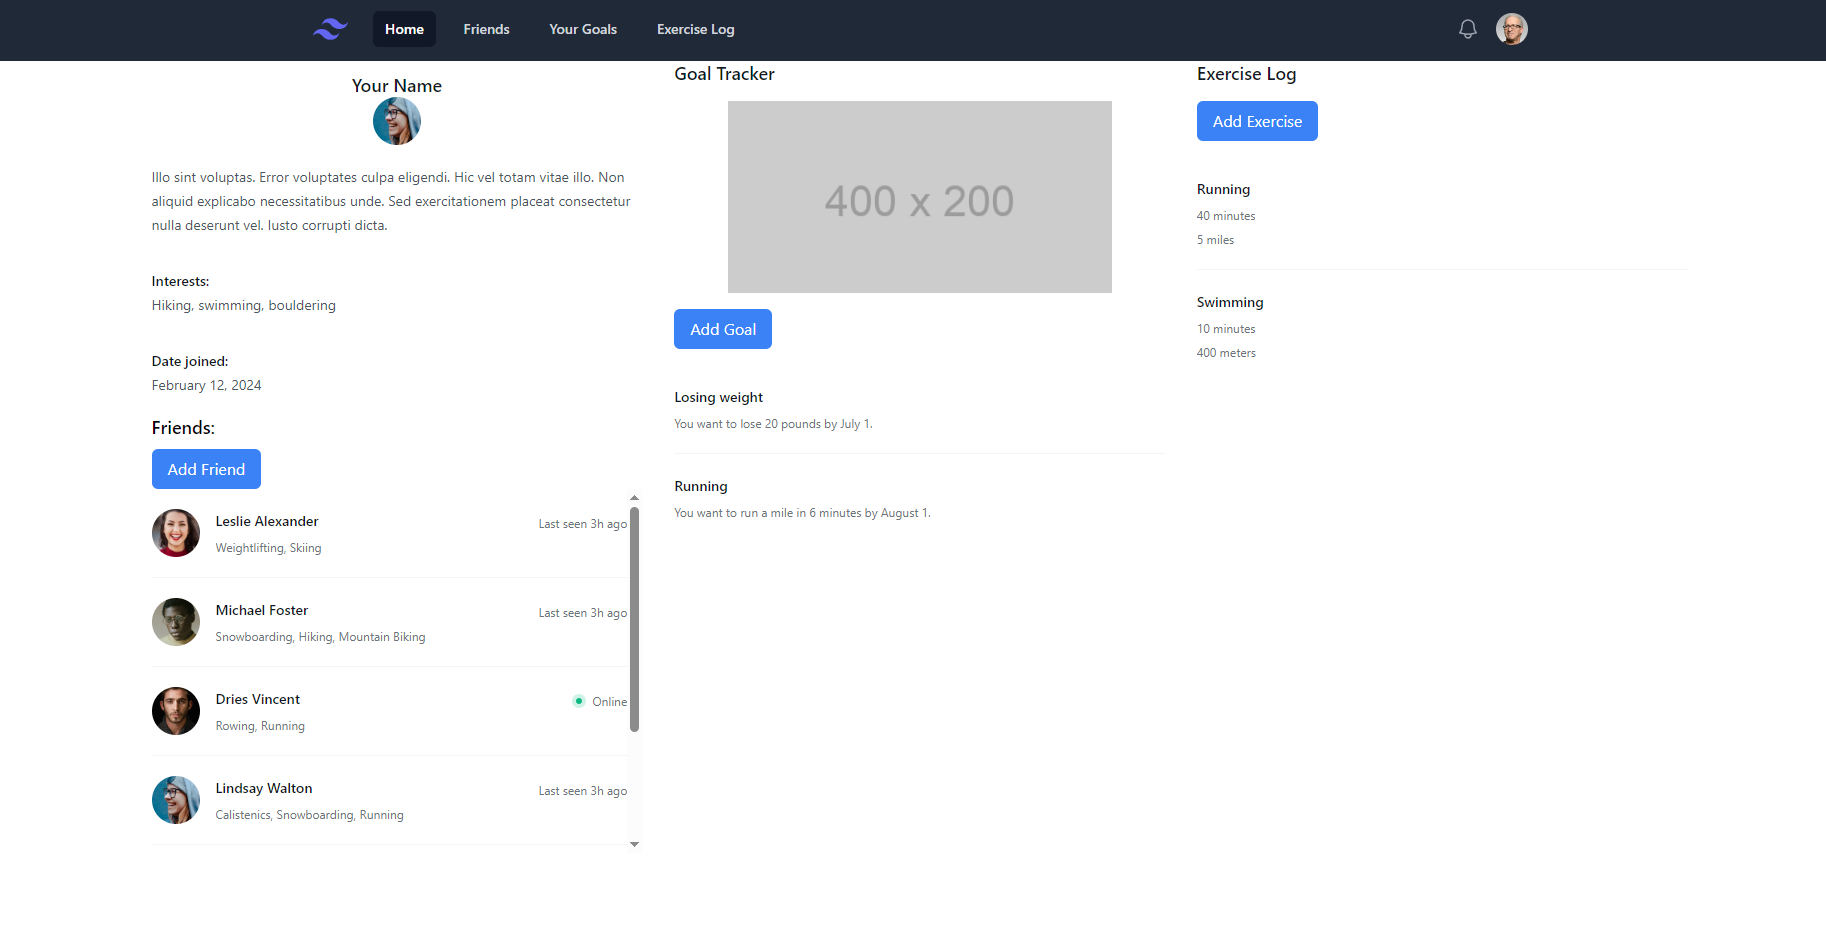 Home
Friends
Your Goals
Exercise Log
Your Name
Illo sint voluptas. Error voluptates culpa eligendi. Hic vel totam vitae illo. Non
aliquid explicabo necessitatibus unde. Sed exercitationem placeat consectetur
nulla deserunt vel. Iusto corrupti dicta.
Interests:
Hiking, swimming, bouldering
Date joined:
February 12, 2024
Friends:
Add Friend
Leslie Alexander
Last seen 3h ago
Weightlifting, Skiing
Michael Foster
Last seen 3h ago
Snowboarding, Hiking, Mountain Biking
Dries Vincent
Online
Rowing, Running
Lindsay Walton
Last seen 3h ago
Calistenics, Snowboarding, Running
Goal Tracker
400 x 200
Add Goal
Losing weight
You want to lose 20 pounds by July 1.
Running
You want to run a mile in 6 minutes by August 1.
Exercise Log
Add Exercise
Running
40 minutes
5 miles
Swimming
10 minutes
400 meters